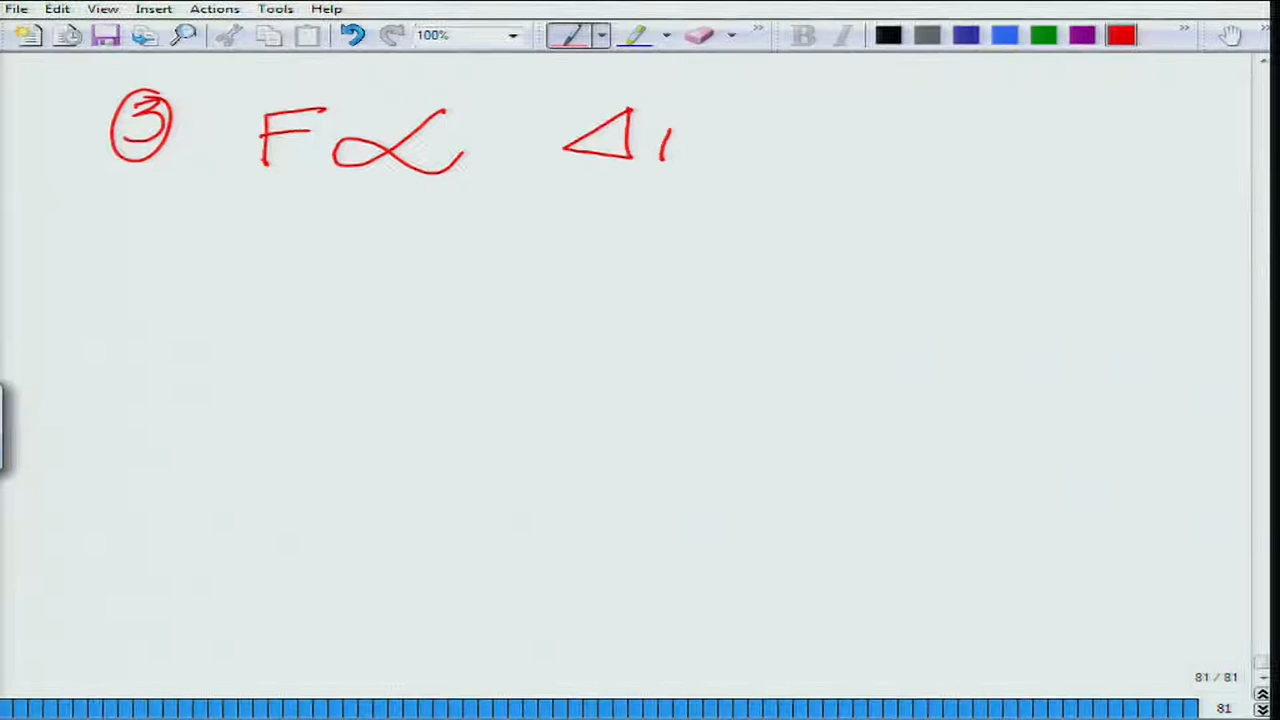 File Edit View Insert Actions Tools Help
100% B I
③ F ∝ Δ
81 / 81
81